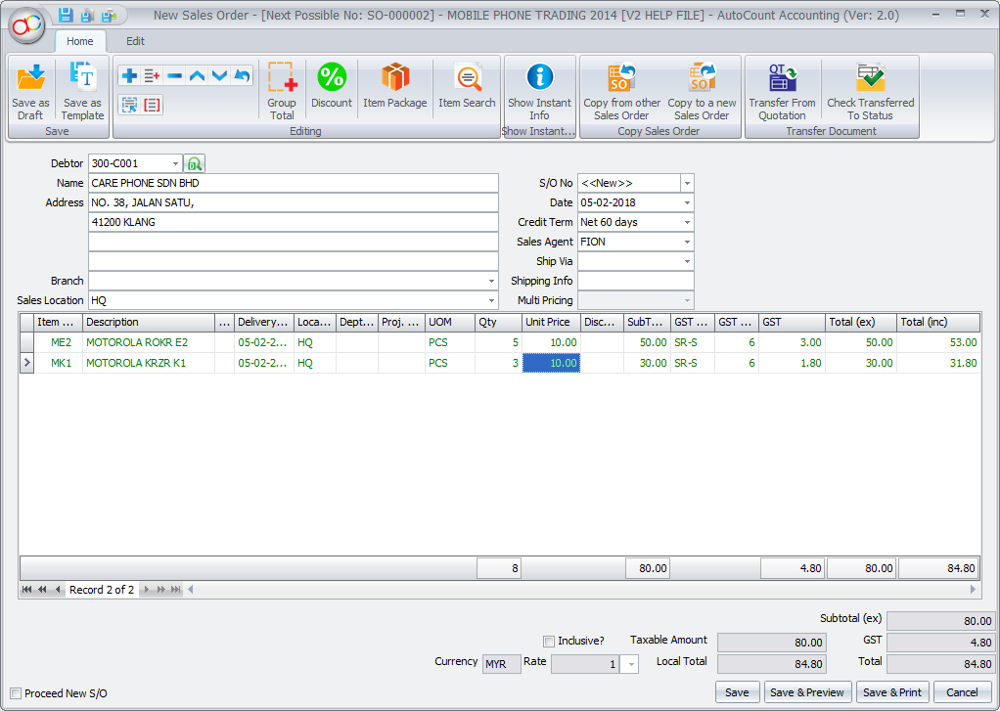 New Sales Order - [Next Possible No: SO-000002] - MOBILE PHONE TRADING 2014 [V2 HELP FILE] - AutoCount Accounting (Ver: 2.0)
Home Edit
Save as Draft
Save as Template
Save
Group Total
Discount
Item Package
Item Search
Editing
Show Instant Info
Show Instant...
Copy from other Sales Order
Copy to a new Sales Order
Copy Sales Order
QT
Transfer From Quotation
Check Transferred To Status
Transfer Document
Debtor 300-C001
Name CARE PHONE SDN BHD
Address NO. 38, JALAN SATU,
41200 KLANG
Branch
Sales Location HQ
S/O No <<New>>
Date 05-02-2018
Credit Term Net 60 days
Sales Agent FION
Ship Via
Shipping Info
Multi Pricing
Item ... Description ... Delivery... Loca... Dept... Proj. ... UOM Qty Unit Price Disc... SubT... GST ... GST ... GST Total (ex) Total (inc)
ME2 MOTOROLA ROKR E2 05-02-2... HQ PCS 5 10.00 50.00 SR-S 6 3.00 50.00 53.00
MK1 MOTOROLA KRZR K1 05-02-2... HQ PCS 3 10.00 30.00 SR-S 6 1.80 30.00 31.80
8 80.00 4.80 80.00 84.80
Record 2 of 2
Subtotal (ex) 80.00
Inclusive? Taxable Amount 80.00 GST 4.80
Currency MYR Rate 1 Local Total 84.80 Total 84.80
Proceed New S/O Save Save & Preview Save & Print Cancel